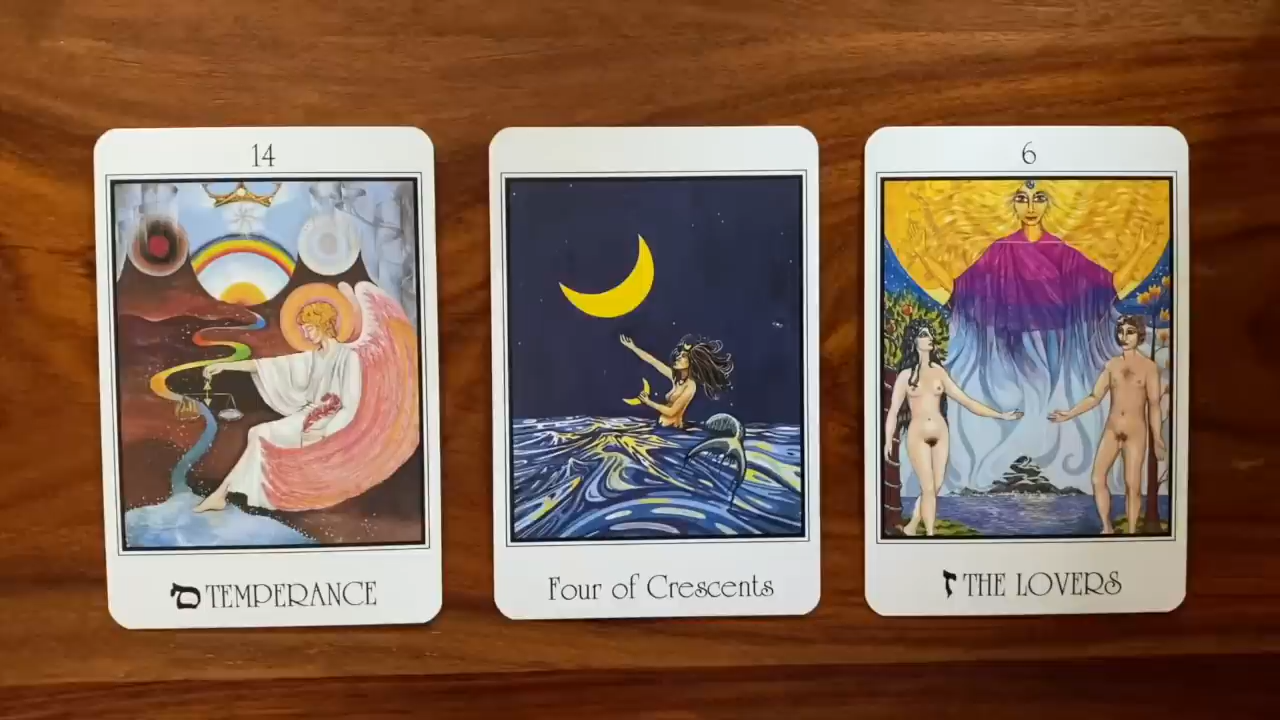 14
ס TEMPERANCE
Four of Crescents
6
ז THE LOVERS